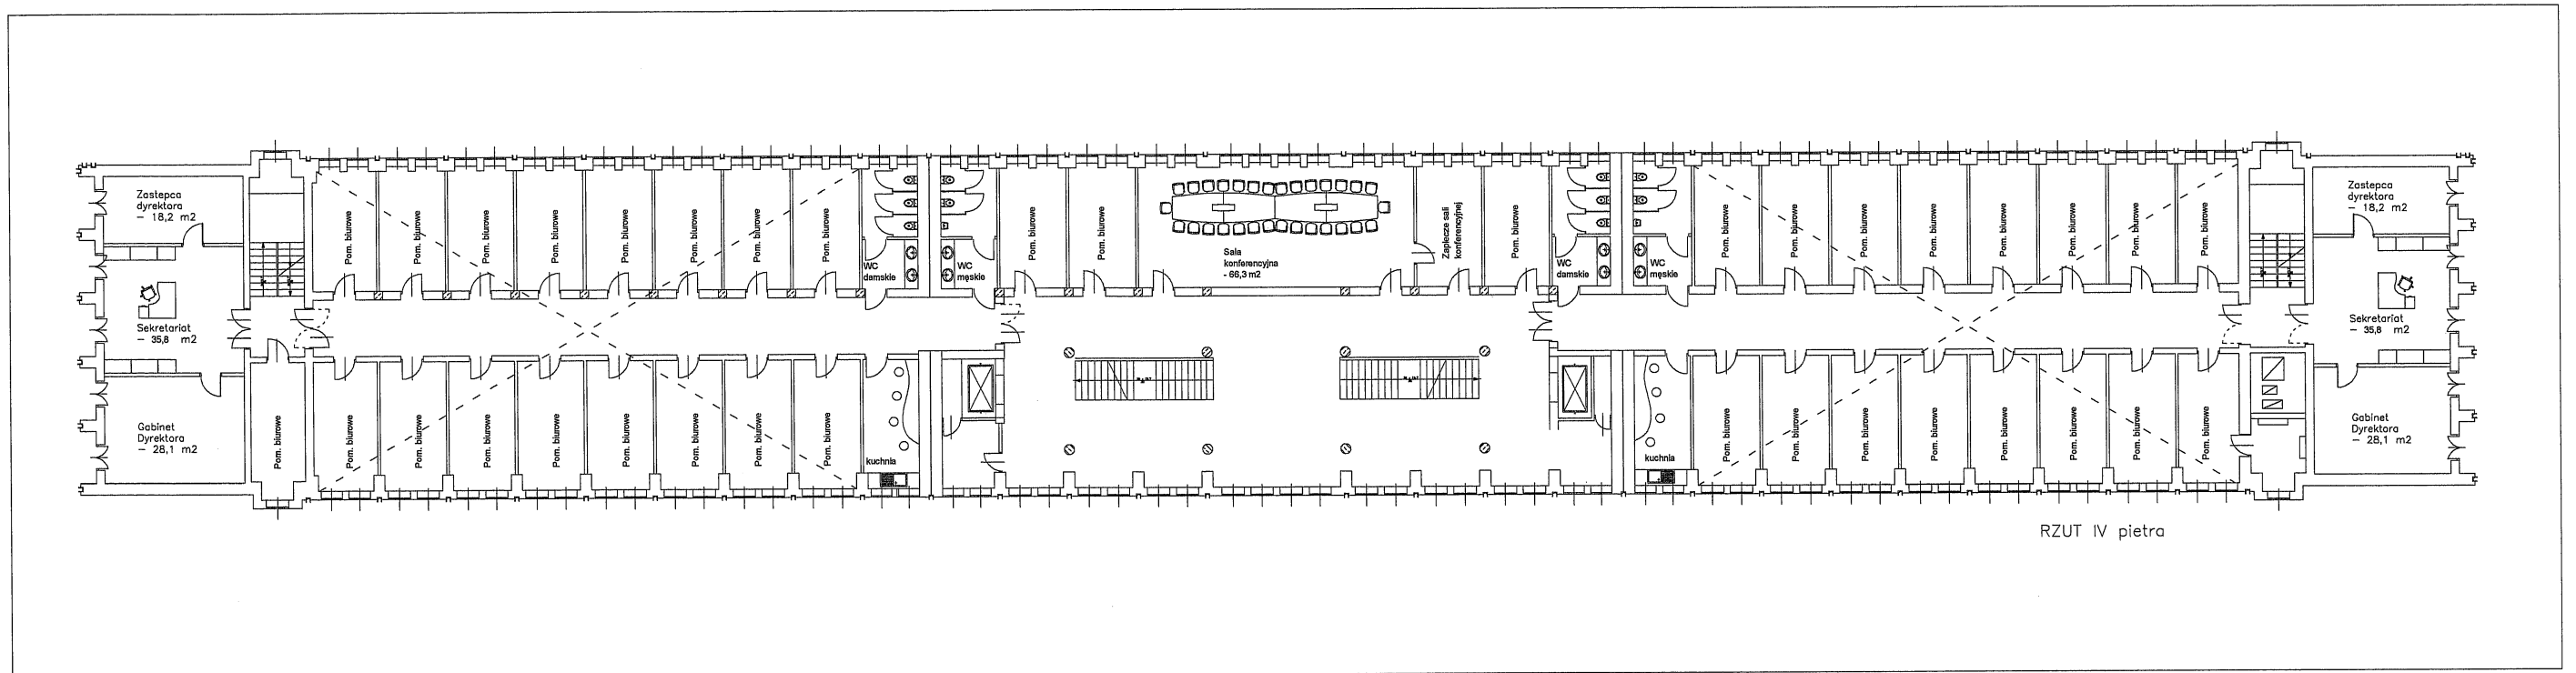 Zastepca
dyrektora
– 18,2 m2
Pom. biurowe
Pom. biurowe
Pom. biurowe
Pom. biurowe
Pom. biurowe
Pom. biurowe
Pom. biurowe
Pom. biurowe
WC
damskie
WC
męskie
Pom. biurowe
Pom. biurowe
Sala
konferencyjna
- 66,3 m2
Zaplecze sali
konferencyjnej
Pom. biurowe
WC
damskie
WC
męskie
Pom. biurowe
Pom. biurowe
Pom. biurowe
Pom. biurowe
Pom. biurowe
Pom. biurowe
Pom. biurowe
Pom. biurowe
Zastepca
dyrektora
– 18,2 m2
Sekretariat
– 35,8 m2
Sekretariat
– 35,8 m2
Gabinet
Dyrektora
– 28,1 m2
Pom. biurowe
Pom. biurowe
Pom. biurowe
Pom. biurowe
Pom. biurowe
Pom. biurowe
Pom. biurowe
Pom. biurowe
Pom. biurowe
kuchnia
kuchnia
Pom. biurowe
Pom. biurowe
Pom. biurowe
Pom. biurowe
Pom. biurowe
Pom. biurowe
Pom. biurowe
Pom. biurowe
Gabinet
Dyrektora
– 28,1 m2
RZUT IV pietra